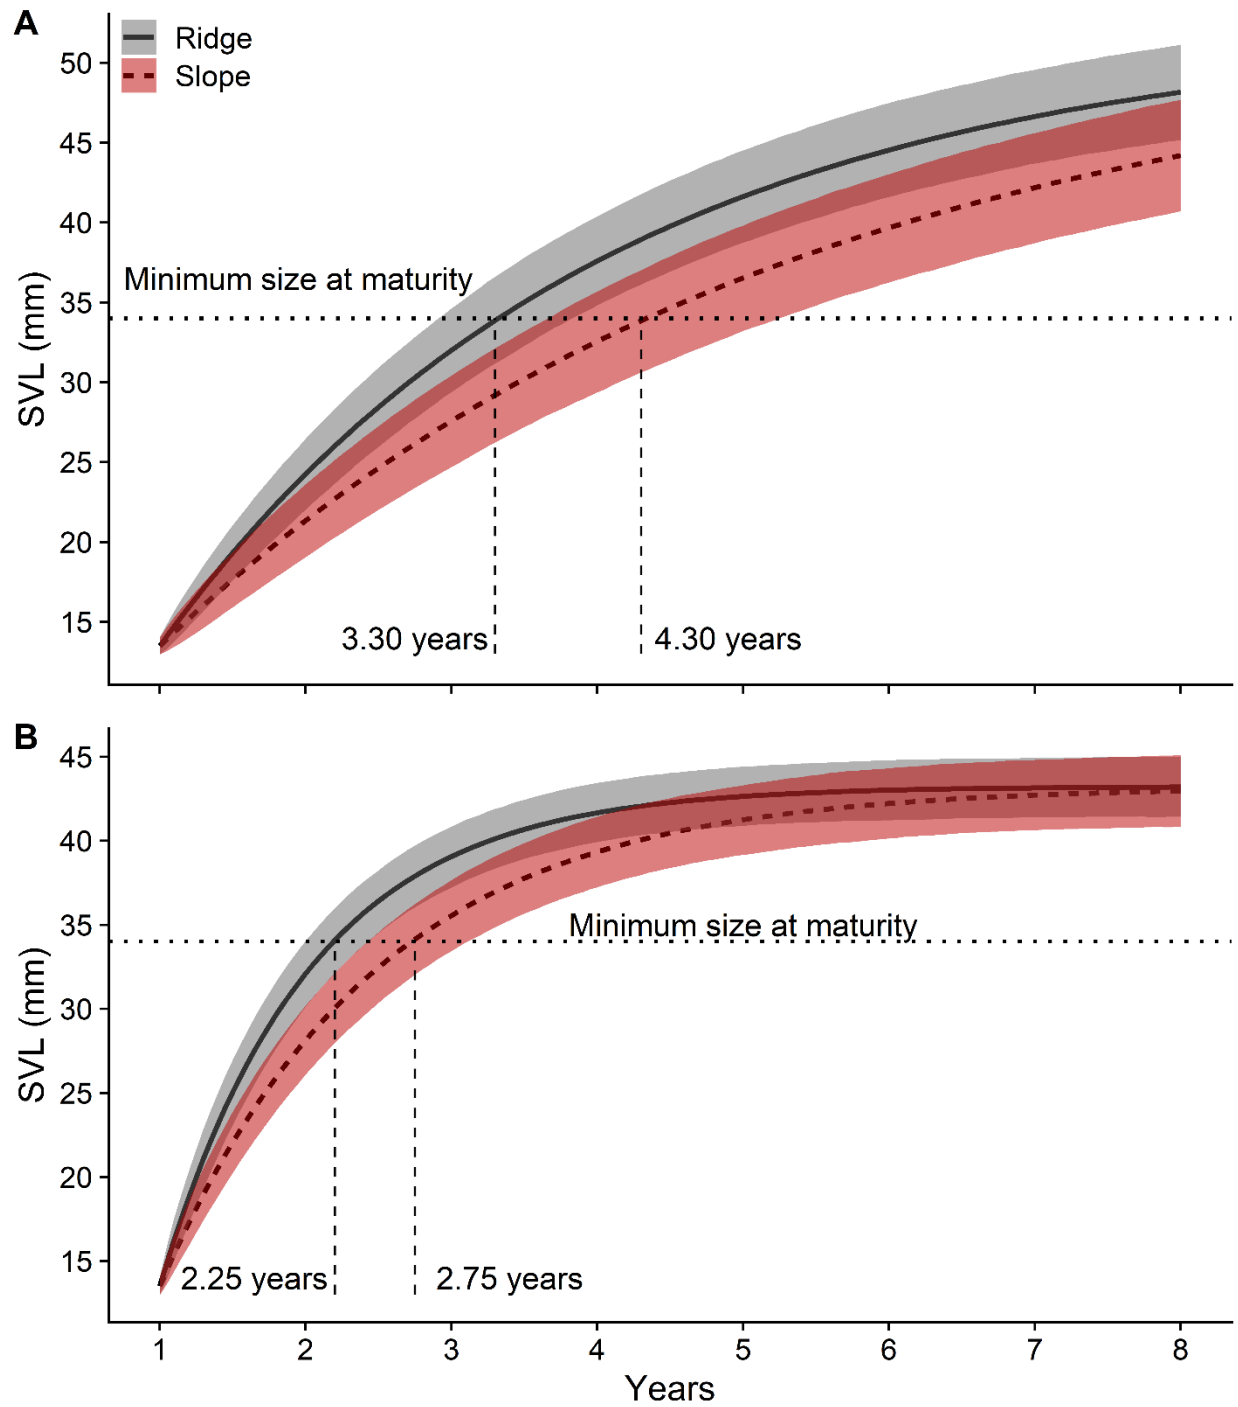 A
Ridge
Slope
50
45
40
35
30
25
20
15
SVL (mm)
Minimum size at maturity
3.30 years
4.30 years
B
45
40
35
30
25
20
15
SVL (mm)
Minimum size at maturity
2.25 years
2.75 years
1 2 3 4 5 6 7 8
Years